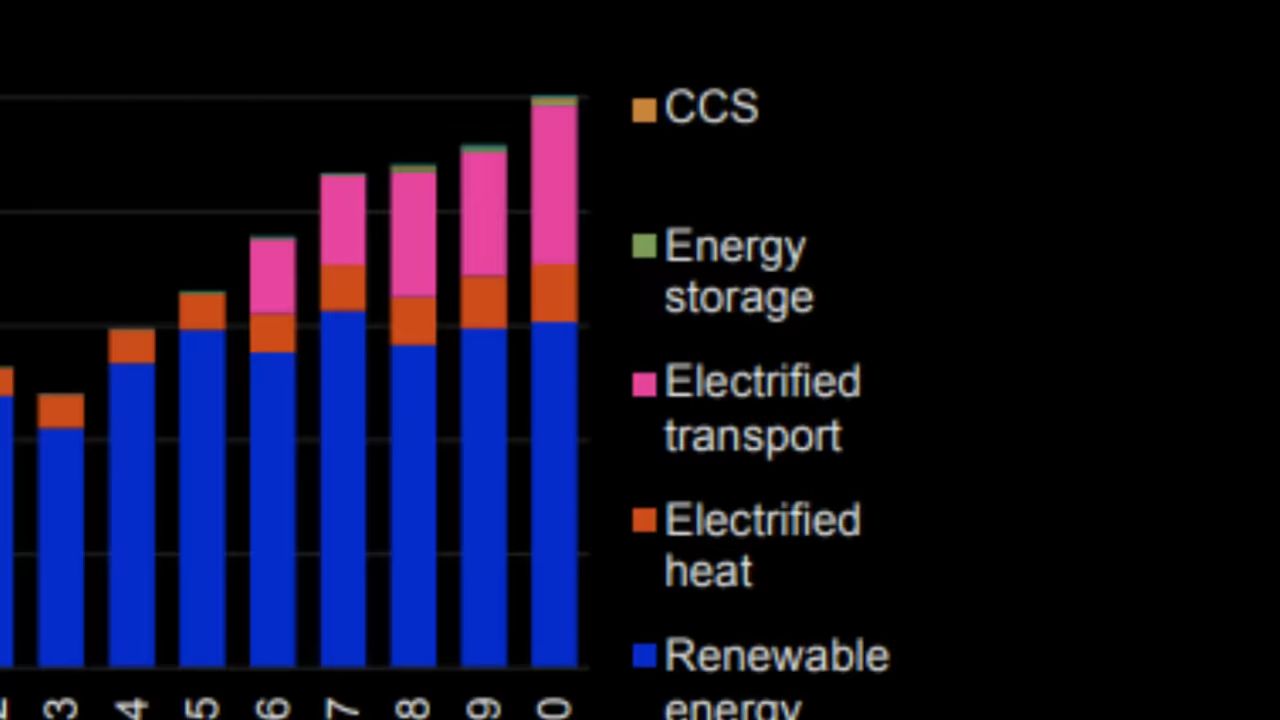 CCS
Energy
storage
Electrified
transport
Electrified
heat
Renewable
energy
3
4
5
6
7
8
9
0